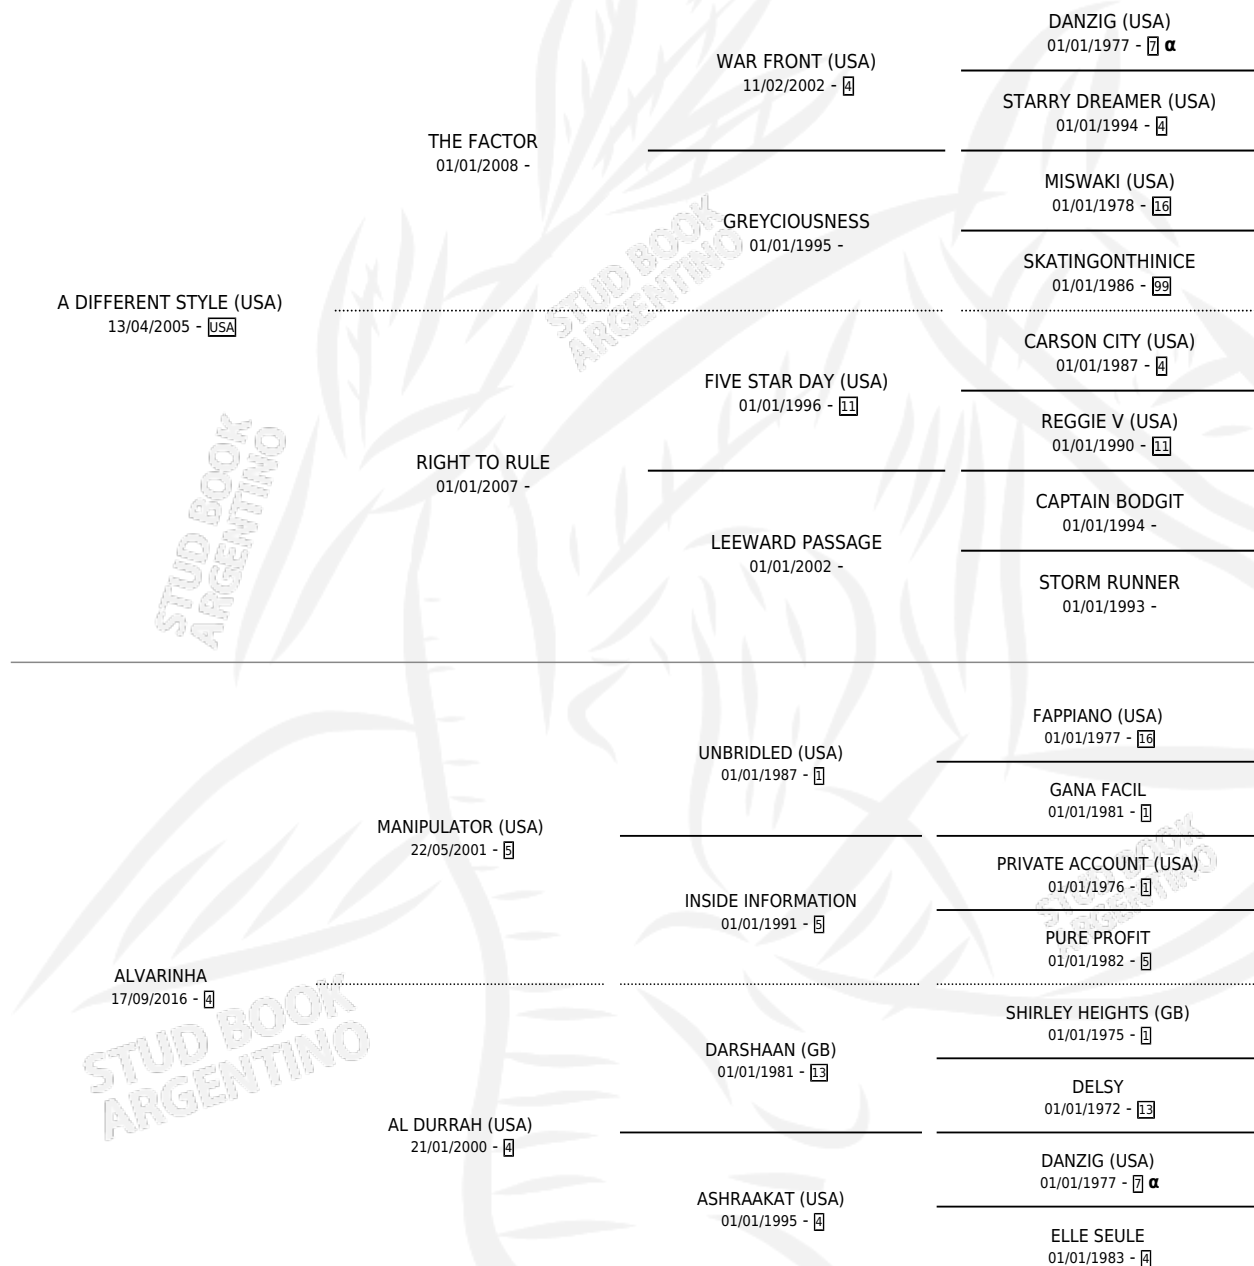 DANZIG (USA)
01/01/1977 - 7 α
WAR FRONT (USA)
11/02/2002 - 4
STARRY DREAMER (USA)
01/01/1994 - 4
THE FACTOR
01/01/2008 -
MISWAKI (USA)
01/01/1978 - 16
GREYCIOUSNESS
01/01/1995 -
SKATINGONTHINICE
01/01/1986 - 99
A DIFFERENT STYLE (USA)
13/04/2005 - USA
CARSON CITY (USA)
01/01/1987 - 4
FIVE STAR DAY (USA)
01/01/1996 - 11
REGGIE V (USA)
01/01/1990 - 11
RIGHT TO RULE
01/01/2007 -
CAPTAIN BODGIT
01/01/1994 -
LEEWARD PASSAGE
01/01/2002 -
STORM RUNNER
01/01/1993 -
STUD BOOK
ARGENTINO
STUD BOOK
ARGENTINO
FAPPIANO (USA)
01/01/1977 - 16
UNBRIDLED (USA)
01/01/1987 - 1
GANA FACIL
01/01/1981 - 1
MANIPULATOR (USA)
22/05/2001 - 5
PRIVATE ACCOUNT (USA)
01/01/1976 - 1
INSIDE INFORMATION
01/01/1991 - 5
PURE PROFIT
01/01/1982 - 5
STUD BOOK
ARGENTINO
ALVARINHA
17/09/2016 - 4
SHIRLEY HEIGHTS (GB)
01/01/1975 - 1
DARSHAAN (GB)
01/01/1981 - 13
DELSY
01/01/1972 - 13
AL DURRAH (USA)
21/01/2000 - 4
DANZIG (USA)
01/01/1977 - 7 α
ASHRAAKAT (USA)
01/01/1995 - 4
ELLE SEULE
01/01/1983 - 4
STUD BOOK
ARGENTINO